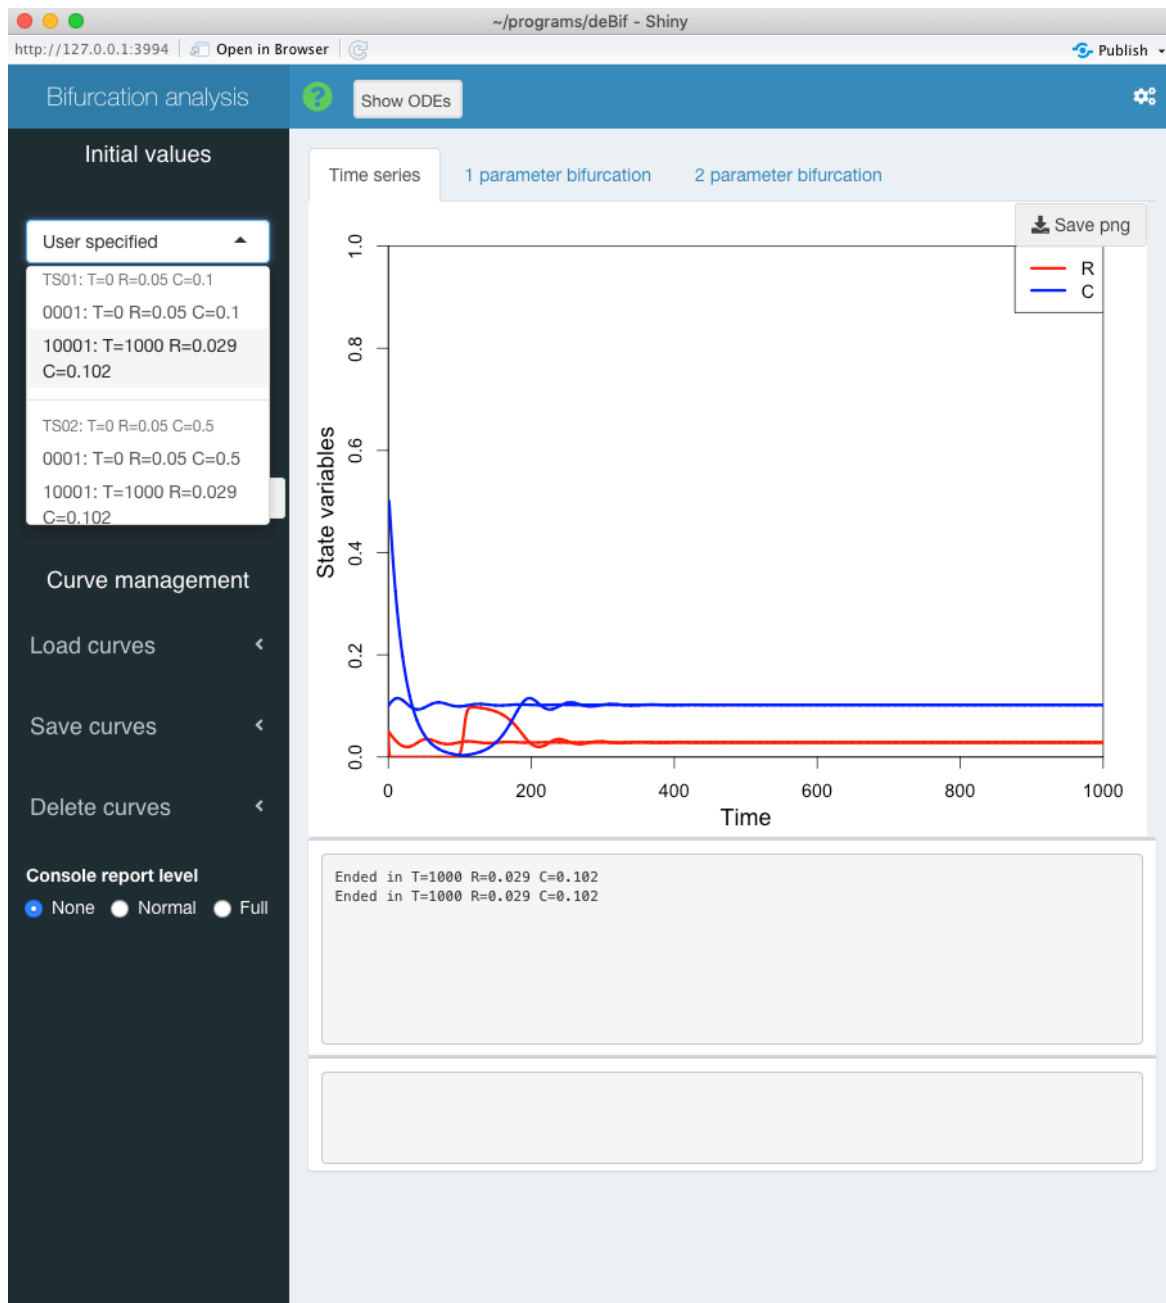 ~/programs/deBif - Shiny
http://127.0.0.1:3994 Open in Browser Publish
Bifurcation analysis
? Show ODEs
Initial values
User specified
TS01: T=0 R=0.05 C=0.1
0001: T=0 R=0.05 C=0.1
10001: T=1000 R=0.029
C=0.102
TS02: T=0 R=0.05 C=0.5
0001: T=0 R=0.05 C=0.5
10001: T=1000 R=0.029
C=0.102
Curve management
Load curves
Save curves
Delete curves
Console report level
None Normal Full
Time series 1 parameter bifurcation 2 parameter bifurcation
Save png
R
C
State variables
1.0
0.8
0.6
0.4
0.2
0.0
0 200 400 600 800 1000
Time
Ended in T=1000 R=0.029 C=0.102
Ended in T=1000 R=0.029 C=0.102